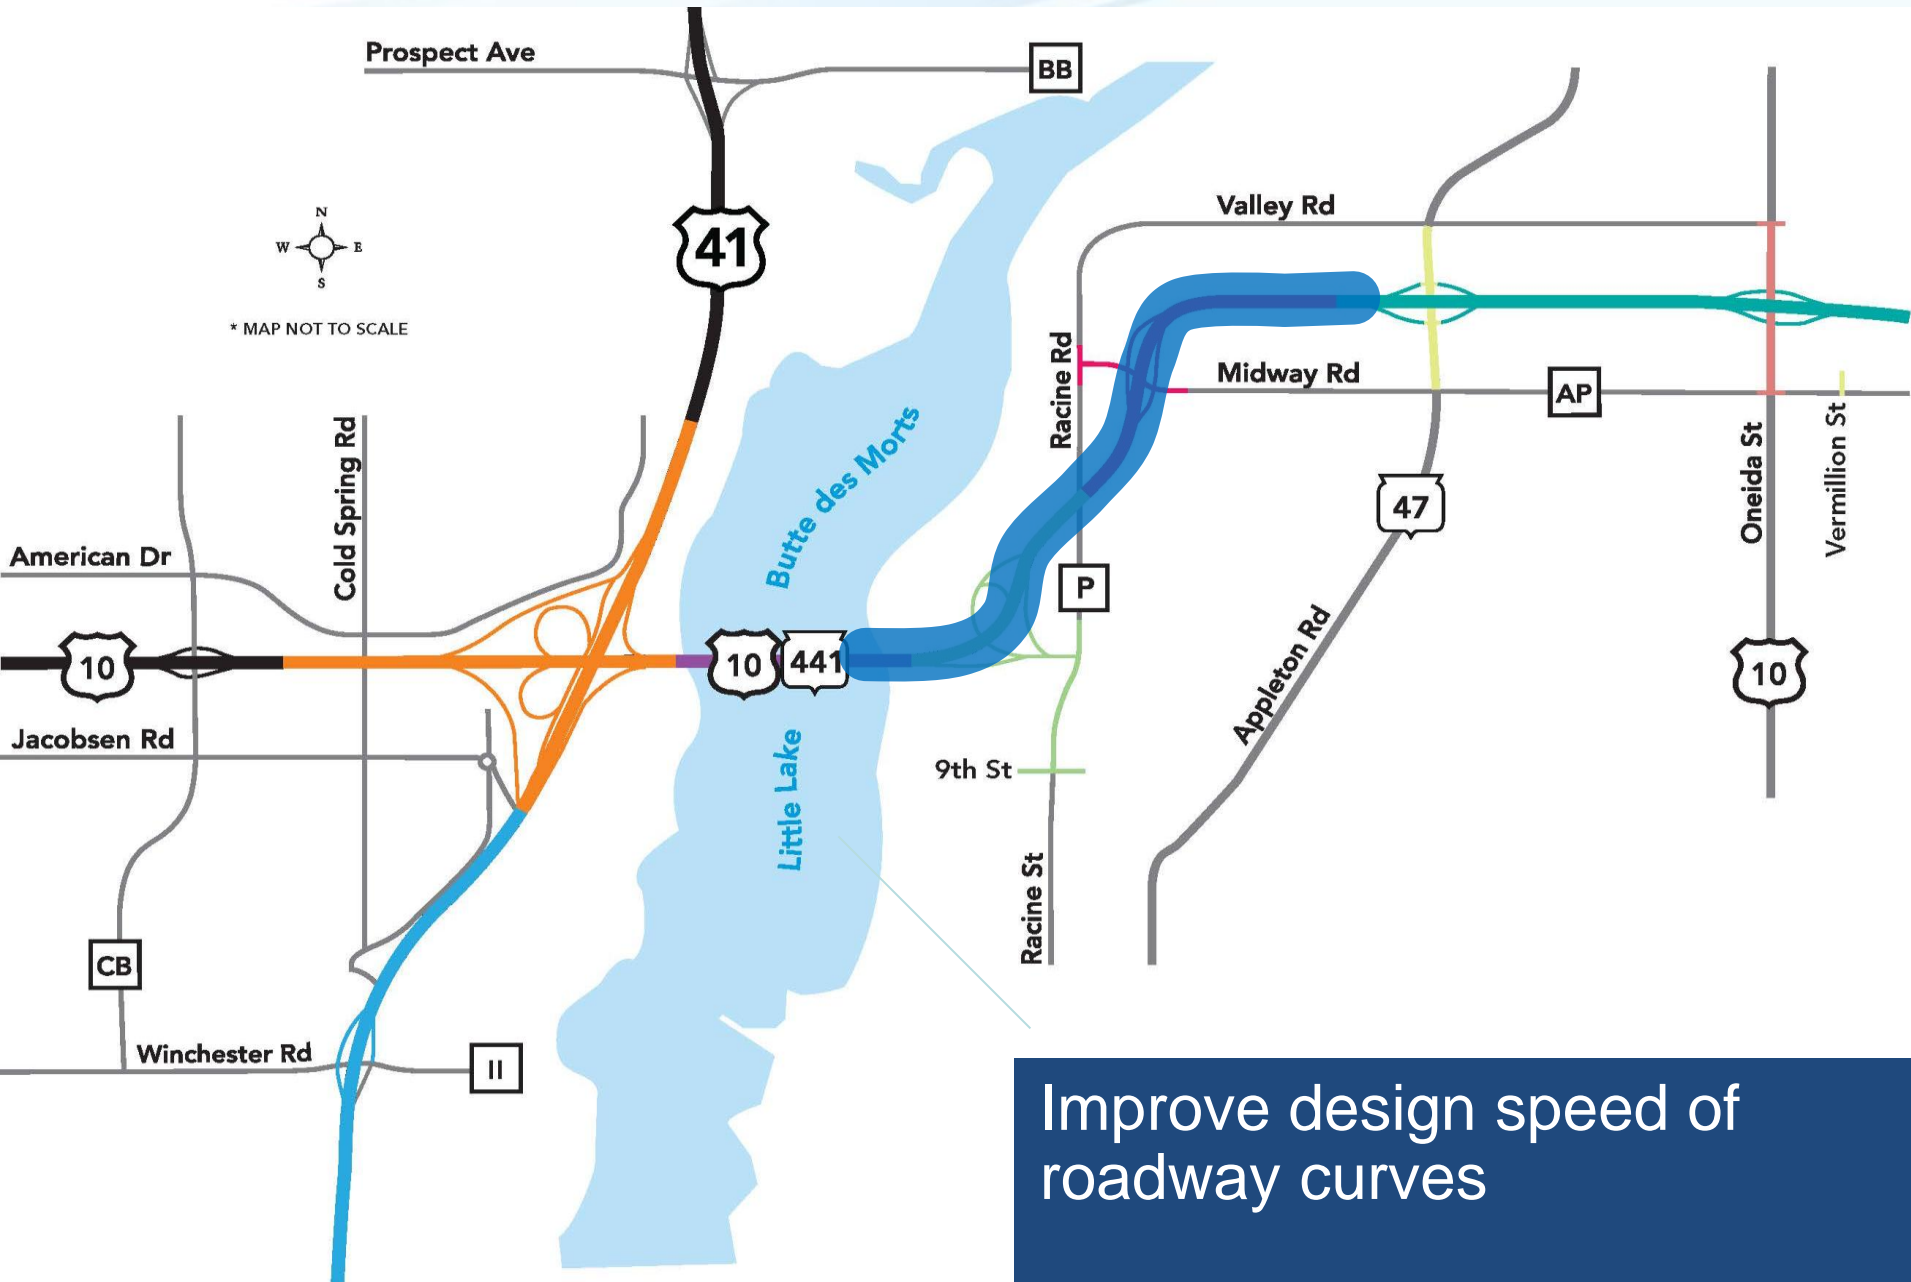 Prospect Ave
BB
N
W E
S
* MAP NOT TO SCALE
41
Valley Rd
Racine Rd
Midway Rd
AP
Cold Spring Rd
Butte des Morts
Oneida St
Vermillion St
47
American Dr
P
10
10
441
Appleton Rd
10
Jacobsen Rd
Little Lake
9th St
Racine St
CB
Winchester Rd
II
Improve design speed of
roadway curves